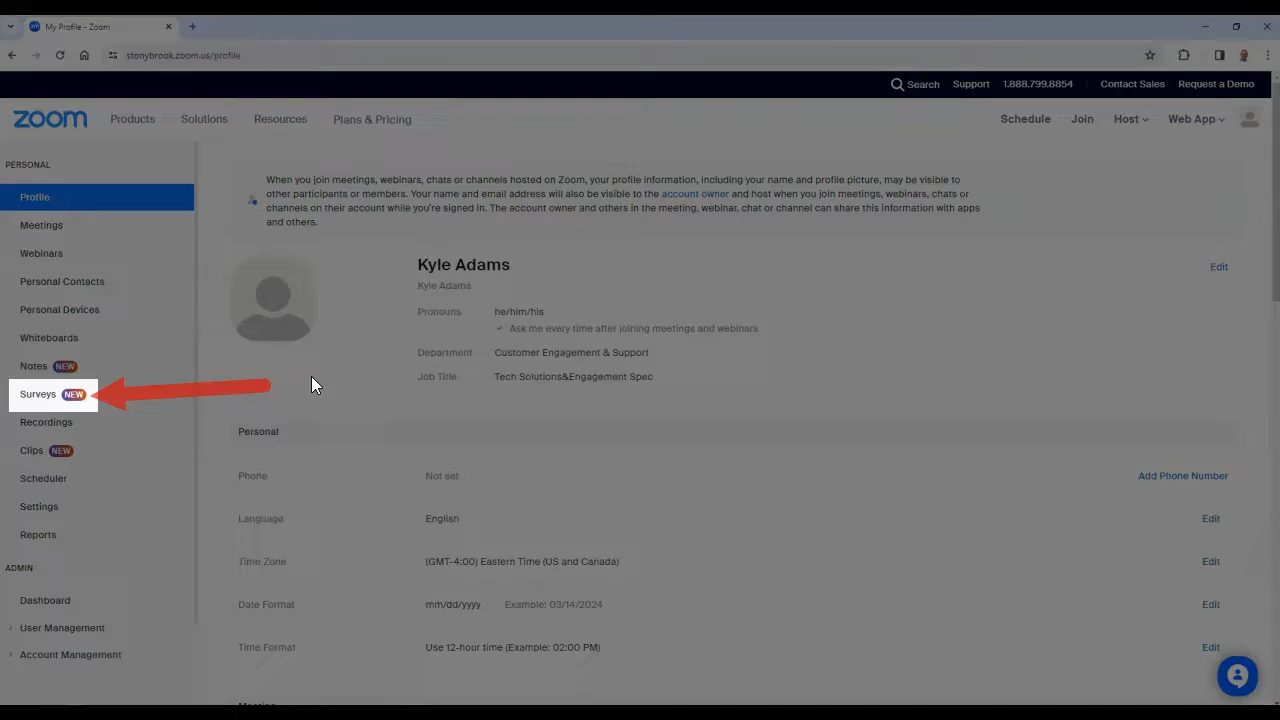 My Profile - Zoom
stonybrook.zoom.us/profile
Search Support 1.888.799.8854 Contact Sales Request a Demo
zoom Products Solutions Resources Plans & Pricing Schedule Join Host Web App
PERSONAL
Profile
Meetings
Webinars
Personal Contacts
Personal Devices
Whiteboards
Notes NEW
Surveys NEW
Recordings
Clips NEW
Scheduler
Settings
Reports
ADMIN
Dashboard
User Management
Account Management
When you join meetings, webinars, chats or channels hosted on Zoom, your profile information, including your name and profile picture, may be visible to
other participants or members. Your name and email address will also be visible to the account owner and host when you join meetings, webinars, chats or
channels on their account while you're signed in. The account owner and others in the meeting, webinar, chat or channel can share this information with apps
and others.
Kyle Adams
Edit
Kyle Adams
Pronouns he/him/his
Ask me every time after joining meetings and webinars
Department Customer Engagement & Support
Job Title Tech Solutions&Engagement Spec
Personal
Phone Not set Add Phone Number
Language English Edit
Time Zone (GMT-4:00) Eastern Time (US and Canada) Edit
Date Format mm/dd/yyyy Example: 03/14/2024 Edit
Time Format Use 12-hour time (Example: 02:00 PM) Edit